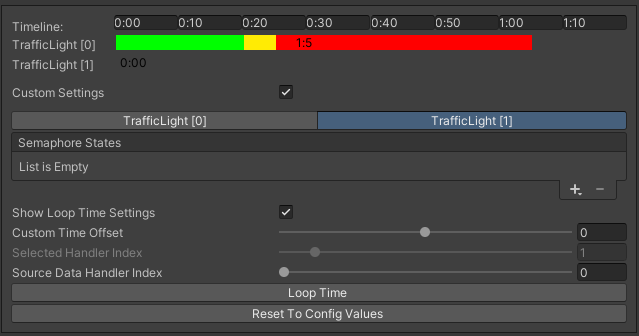 Timeline: 0:00 0:10 0:20 0:30 0:40 0:50 1:00 1:10
TrafficLight [0] 1:5
TrafficLight [1] 0:00
Custom Settings
TrafficLight [0] TrafficLight [1]
Semaphore States
List is Empty
Show Loop Time Settings
Custom Time Offset 0
Selected Handler Index 1
Source Data Handler Index 0
Loop Time
Reset To Config Values